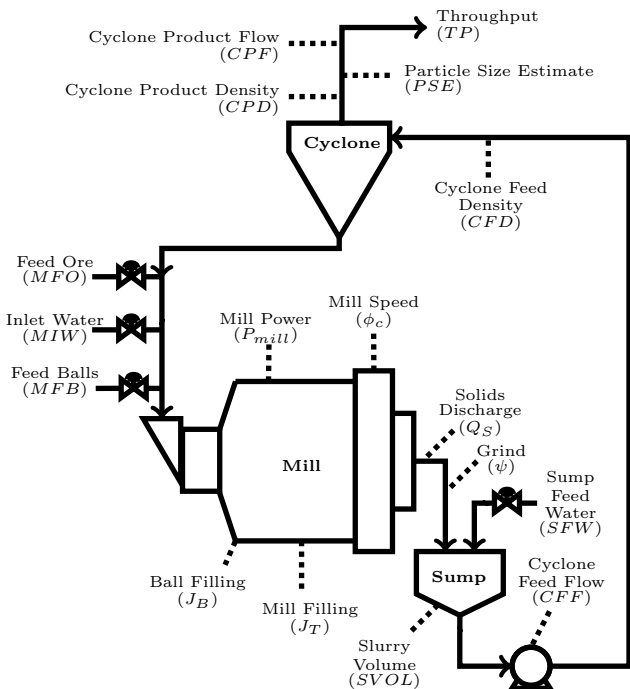 Throughput
(TP)
Cyclone Product Flow
(CPF)
Particle Size Estimate
(PSE)
Cyclone Product Density
(CPD)
Cyclone
Cyclone Feed
Density
(CFD)
Feed Ore
(MFO)
Inlet Water
(MIW)
Feed Balls
(MFB)
Mill Power
(P_mill)
Mill Speed
(ϕ_c)
Solids
Discharge
(Q_S)
Grind
(ψ)
Mill
Sump
Feed
Water
(SFW)
Ball Filling
(J_B)
Mill Filling
(J_T)
Sump
Cyclone
Feed Flow
(CFF)
Slurry
Volume
(SVOL)